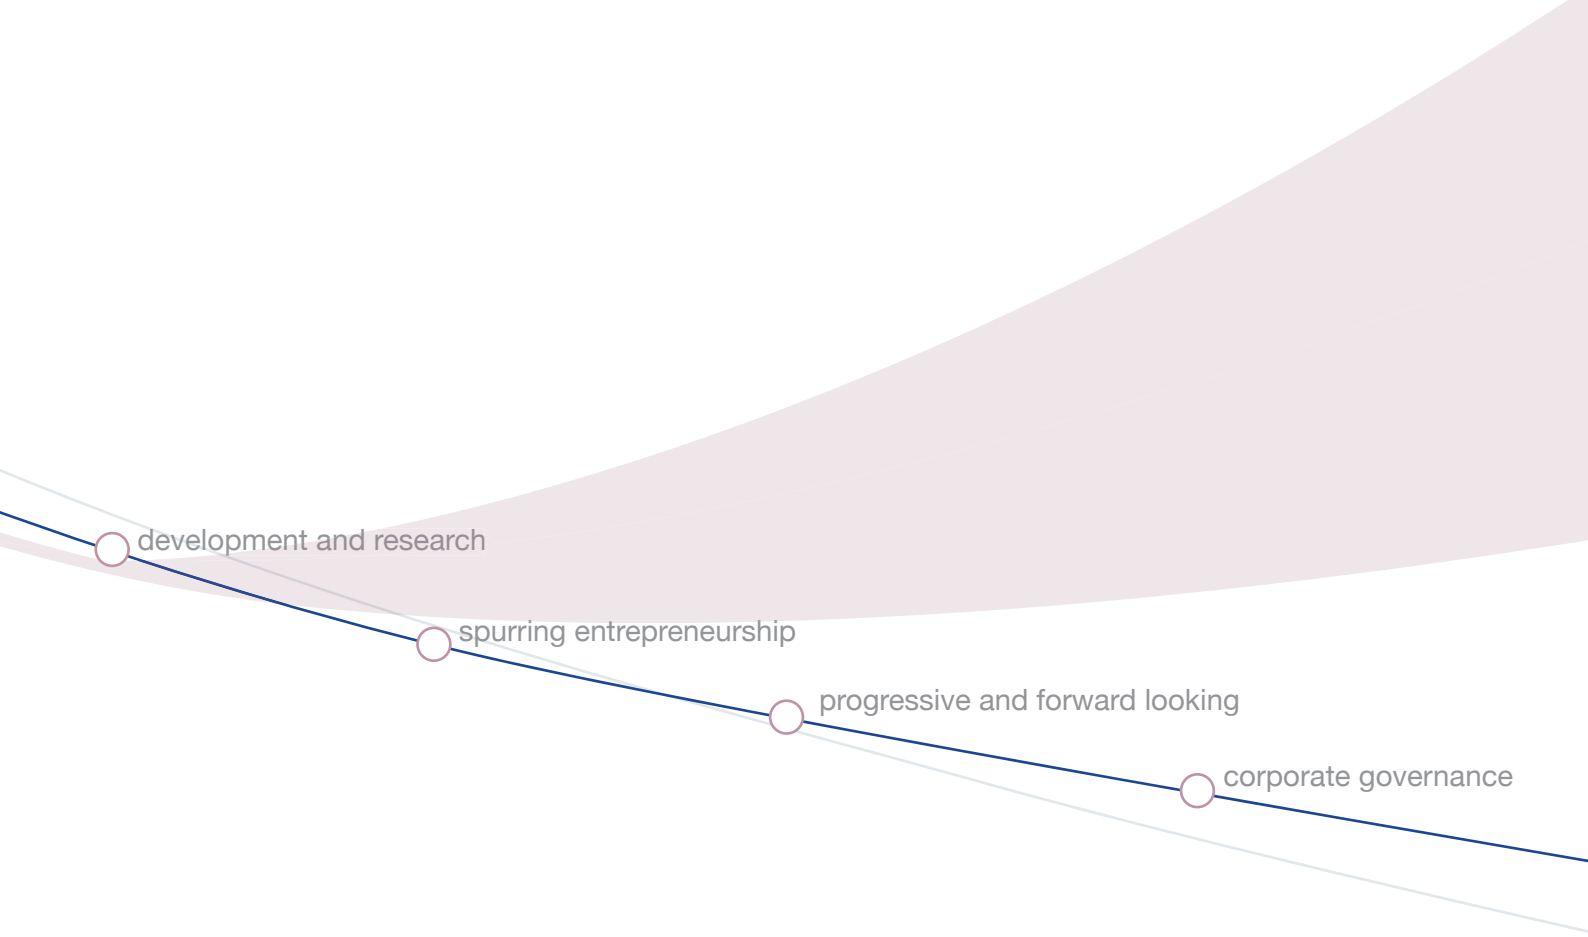 development and research
spurring entrepreneurship
progressive and forward looking
corporate governance